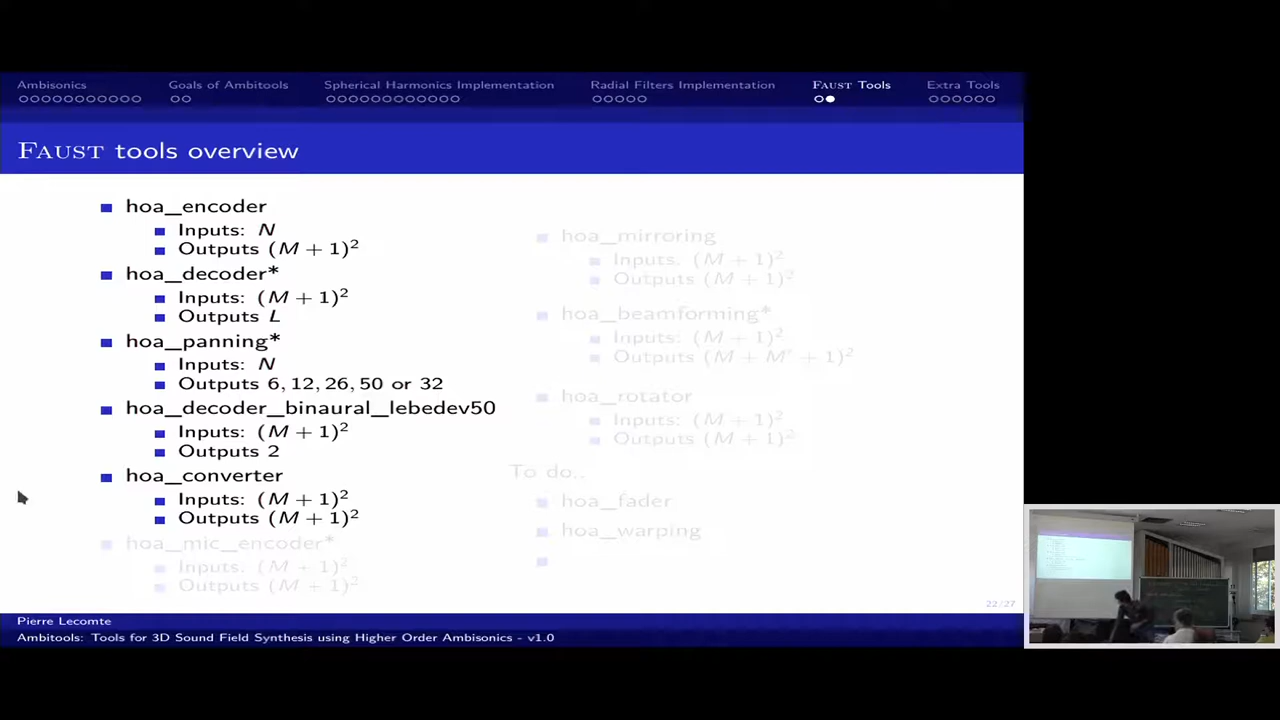 Ambisonics Goals of Ambitools Spherical Harmonics Implementation Radial Filters Implementation FAUST Tools Extra Tools
FAUST tools overview
hoa_encoder
Inputs: N
Outputs (M + 1)²
hoa_decoder*
Inputs: (M + 1)²
Outputs L
hoa_panning*
Inputs: N
Outputs 6, 12, 26, 50 or 32
hoa_decoder_binaural_lebedev50
Inputs: (M + 1)²
Outputs 2
hoa_converter
Inputs: (M + 1)²
Outputs (M + 1)²
hoa_mic_encoder*
Inputs: (M + 1)²
Outputs (M + 1)²
hoa_mirroring
Inputs. (M + 1)²
Outputs (M + 1)²
hoa_beamforming*
Inputs: (M + 1)²
Outputs (M + M' + 1)²
hoa_rotator
Inputs: (M + 1)²
Outputs (M + 1)²
To do..
hoa_fader
hoa_warping
22/27
Pierre Lecomte
Ambitools: Tools for 3D Sound Field Synthesis using Higher Order Ambisonics - v1.0